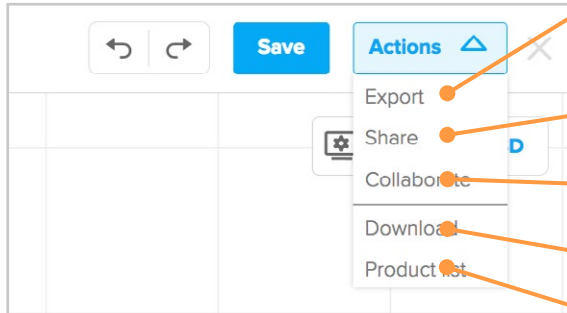 Save
Actions
Export
Share
D
Collaborate
Download
Product list